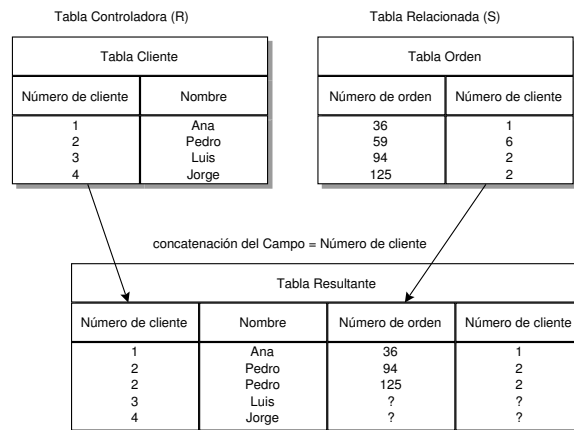 Tabla Controladora (R) Tabla Relacionada (S)
Tabla Cliente Tabla Orden
Número de cliente Nombre Número de orden Número de cliente
1 Ana 36 1
2 Pedro 59 6
3 Luis 94 2
4 Jorge 125 2
concatenación del Campo = Número de cliente
Tabla Resultante
Número de cliente Nombre Número de orden Número de cliente
1 Ana 36 1
2 Pedro 94 2
2 Pedro 125 2
3 Luis ? ?
4 Jorge ? ?